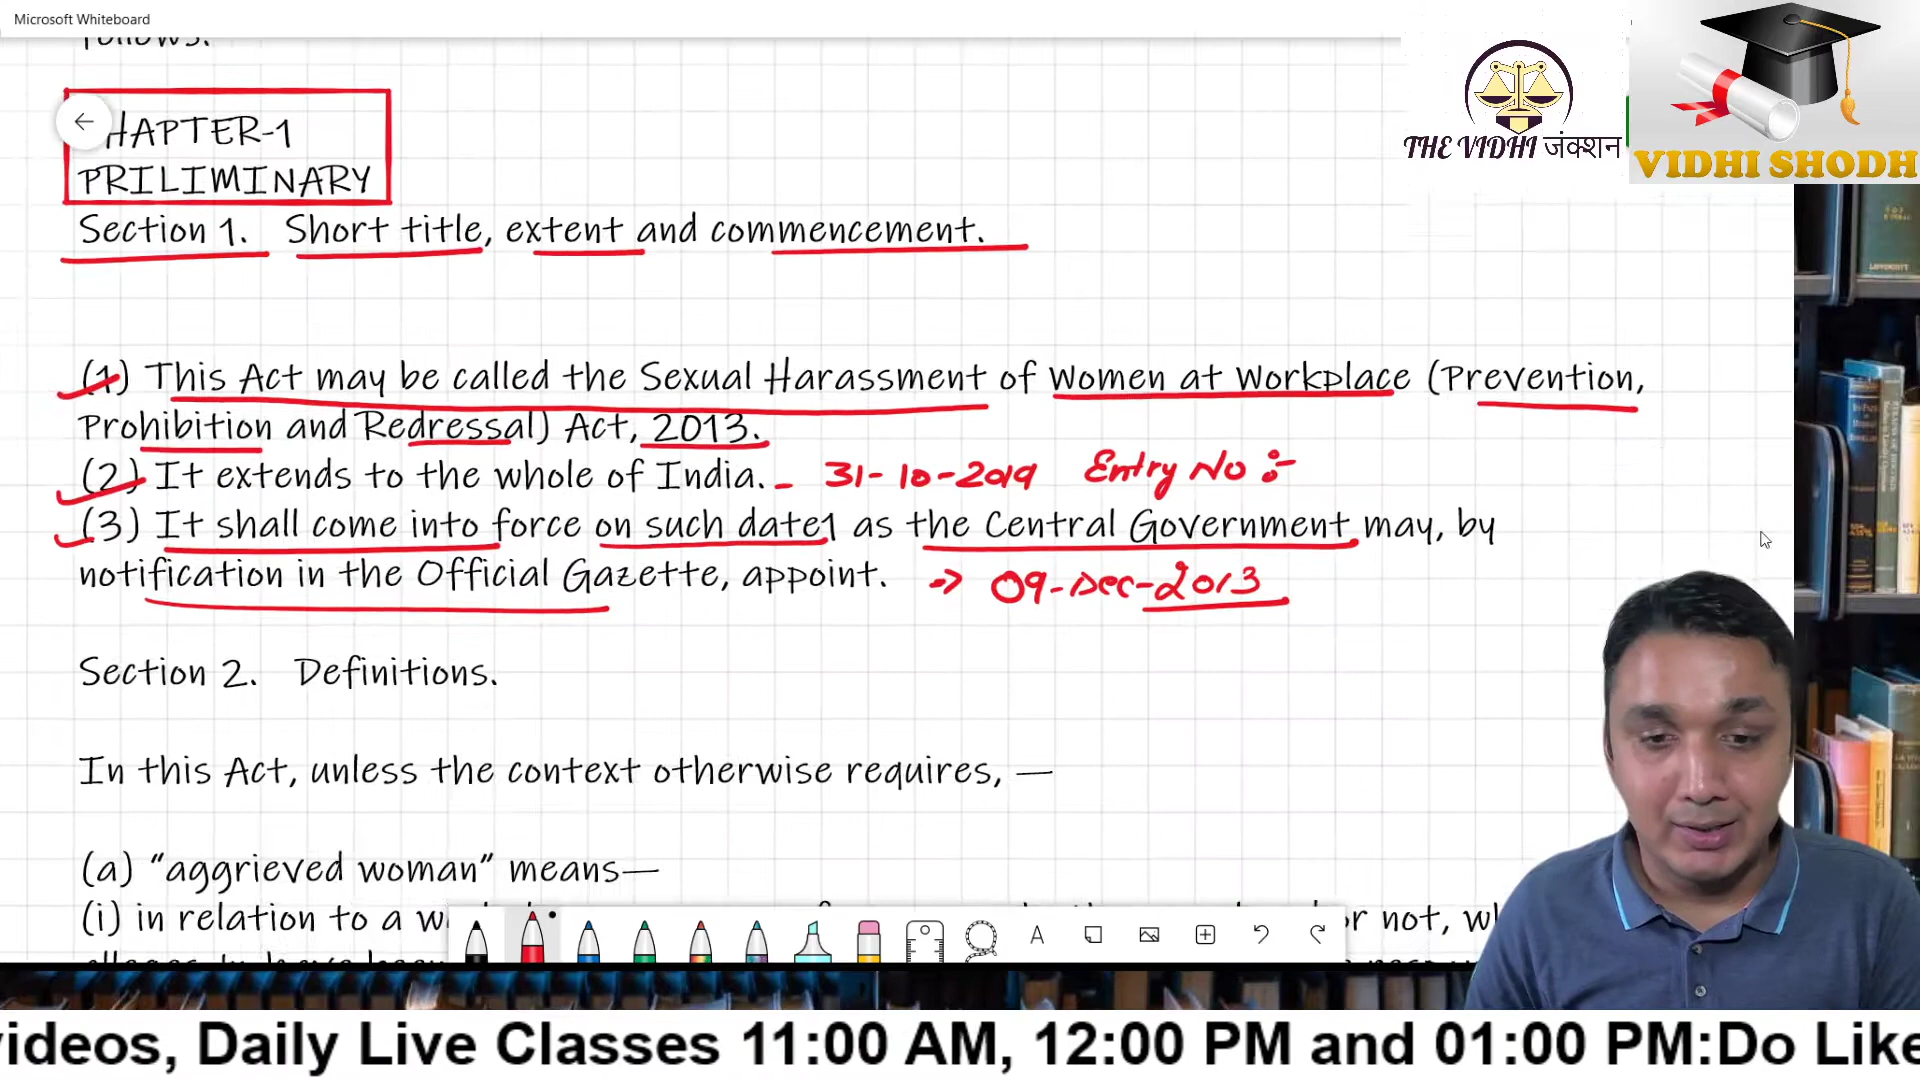 Microsoft Whiteboard
follows.
HAPTER-1
PRILIMINARY
Section 1. Short title, extent and commencement.
(1) This Act may be called the Sexual Harassment of Women at Workplace (Prevention,
Prohibition and Redressal) Act, 2013.
(2) It extends to the whole of India. - 31-10-2019 Entry No :-
(3) It shall come into force on such date1 as the Central Government may, by
notification in the Official Gazette, appoint. → 09-Dec-2013
Section 2. Definitions.
In this Act, unless the context otherwise requires, —
(a) “aggrieved woman” means—
(i) in relation to a w
or not, w
THE VIDHI जंक्शन
VIDHI SHODH
videos, Daily Live Classes 11:00 AM, 12:00 PM and 01:00 PM:Do Like